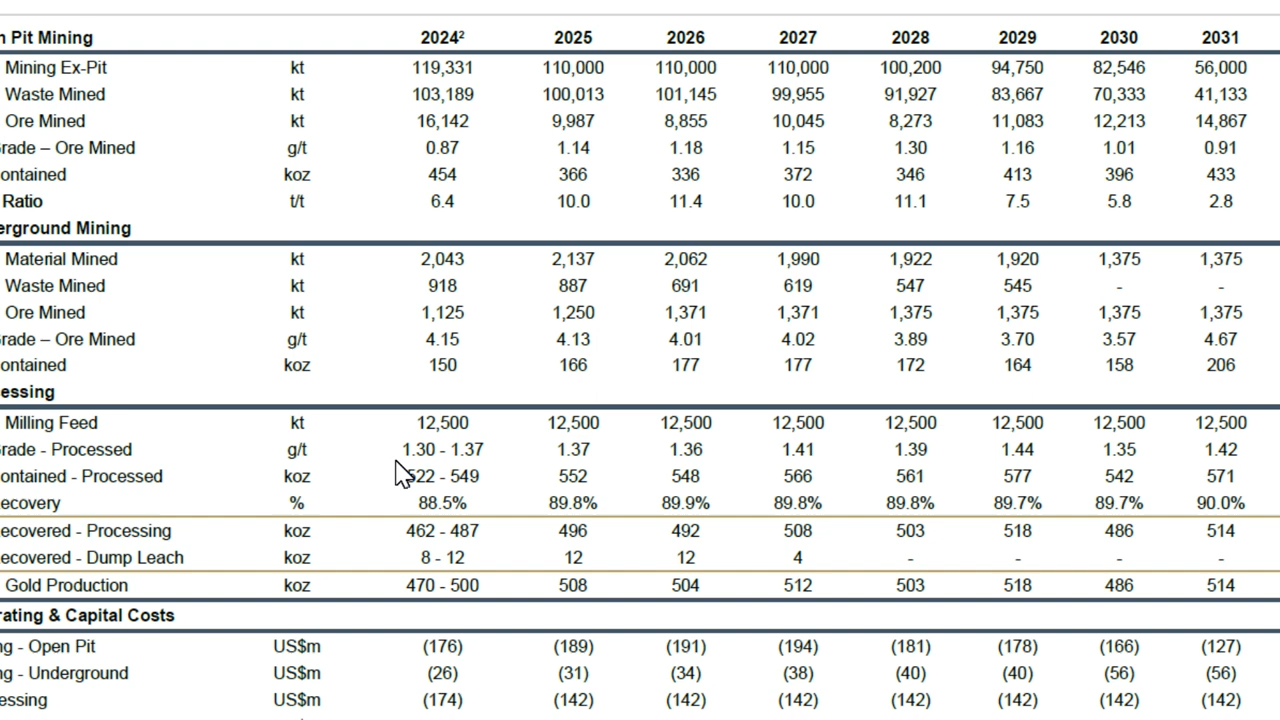 n Pit Mining 2024² 2025 2026 2027 2028 2029 2030 2031
Mining Ex-Pit kt 119,331 110,000 110,000 110,000 100,200 94,750 82,546 56,000
Waste Mined kt 103,189 100,013 101,145 99,955 91,927 83,667 70,333 41,133
Ore Mined kt 16,142 9,987 8,855 10,045 8,273 11,083 12,213 14,867
rade – Ore Mined g/t 0.87 1.14 1.18 1.15 1.30 1.16 1.01 0.91
ontained koz 454 366 336 372 346 413 396 433
Ratio t/t 6.4 10.0 11.4 10.0 11.1 7.5 5.8 2.8
erground Mining
Material Mined kt 2,043 2,137 2,062 1,990 1,922 1,920 1,375 1,375
Waste Mined kt 918 887 691 619 547 545 - -
Ore Mined kt 1,125 1,250 1,371 1,371 1,375 1,375 1,375 1,375
rade – Ore Mined g/t 4.15 4.13 4.01 4.02 3.89 3.70 3.57 4.67
ontained koz 150 166 177 177 172 164 158 206
essing
Milling Feed kt 12,500 12,500 12,500 12,500 12,500 12,500 12,500 12,500
rade - Processed g/t 1.30 - 1.37 1.37 1.36 1.41 1.39 1.44 1.35 1.42
ontained - Processed koz 522 - 549 552 548 566 561 577 542 571
ecovery % 88.5% 89.8% 89.9% 89.8% 89.8% 89.7% 89.7% 90.0%
ecovered - Processing koz 462 - 487 496 492 508 503 518 486 514
ecovered - Dump Leach koz 8 - 12 12 12 4 - - - -
Gold Production koz 470 - 500 508 504 512 503 518 486 514
rating & Capital Costs
ng - Open Pit US$m (176) (189) (191) (194) (181) (178) (166) (127)
ng - Underground US$m (26) (31) (34) (38) (40) (40) (56) (56)
essing US$m (174) (142) (142) (142) (142) (142) (142) (142)